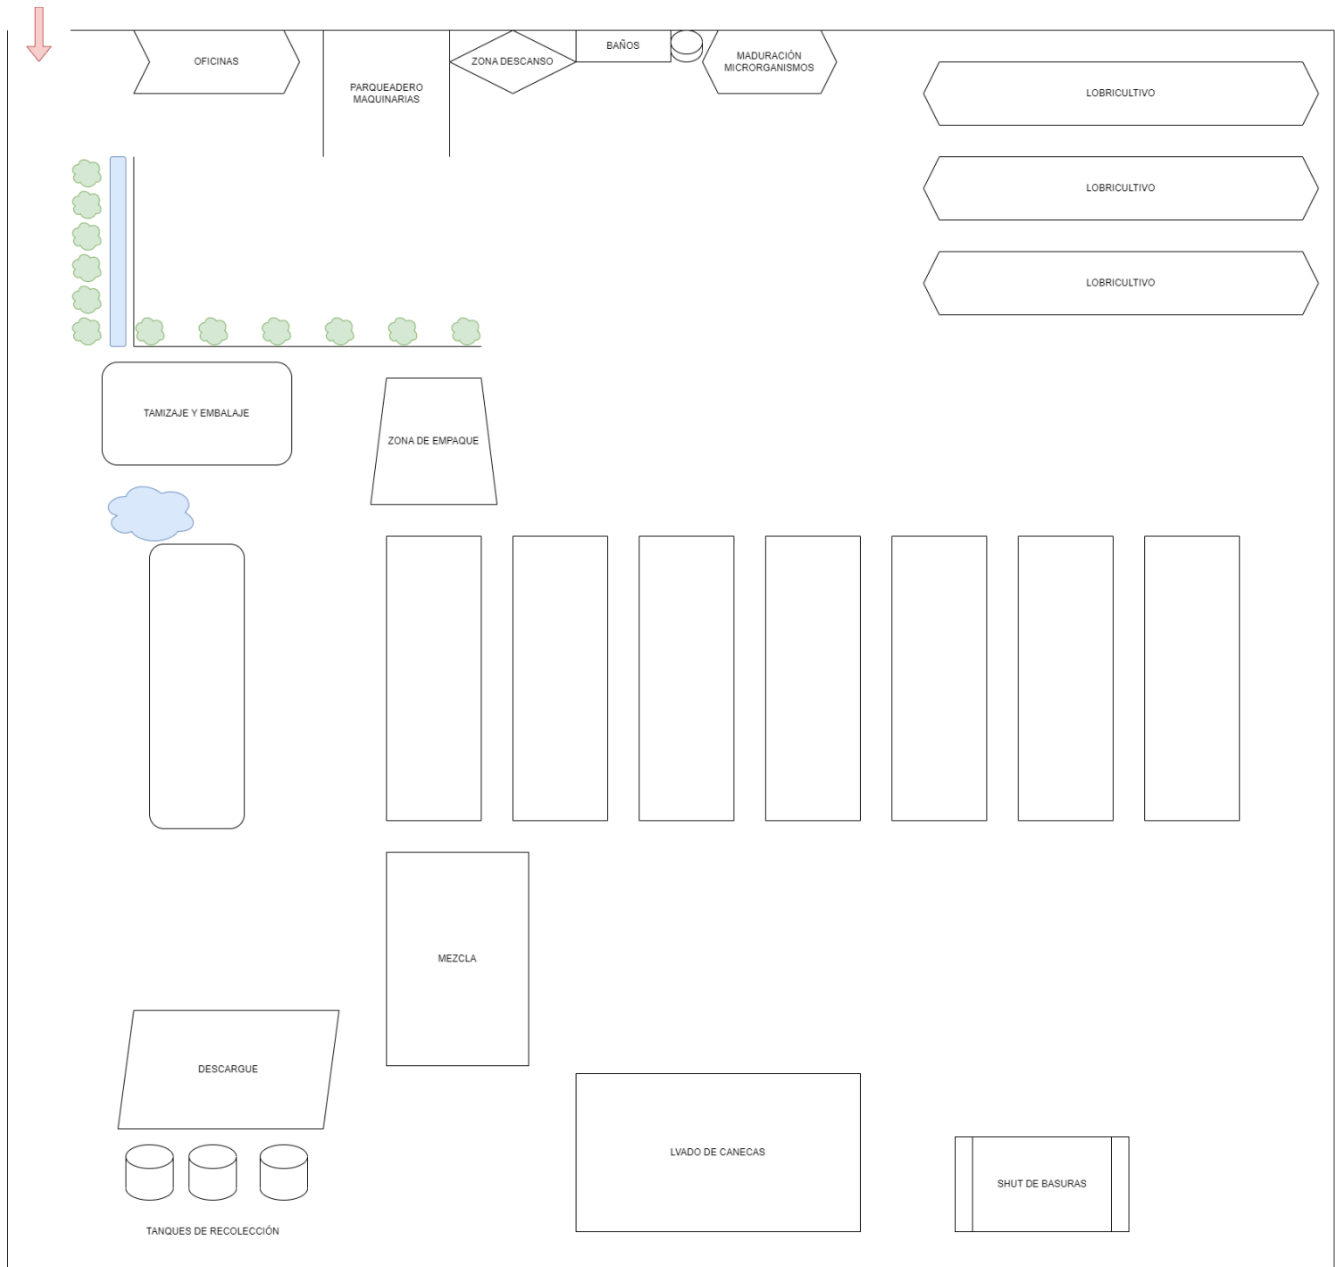 OFICINAS
PARQUEADERO
MAQUINARIAS
ZONA DESCANSO
BAÑOS
MADURACIÓN
MICRORGANISMOS
LOBRICULTIVO
LOBRICULTIVO
LOBRICULTIVO
TAMIZAJE Y EMBALAJE
ZONA DE EMPAQUE
MEZCLA
DESCARGUE
LVADO DE CANECAS
SHUT DE BASURAS
TANQUES DE RECOLECCIÓN